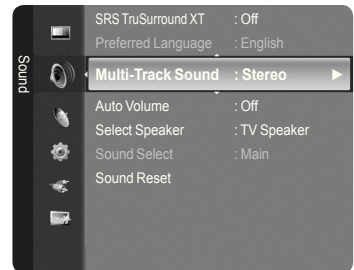 Sound
SRS TruSurround XT : Off
Preferred Language : English
Multi-Track Sound : Stereo
Auto Volume : Off
Select Speaker : TV Speaker
Sound Select : Main
Sound Reset